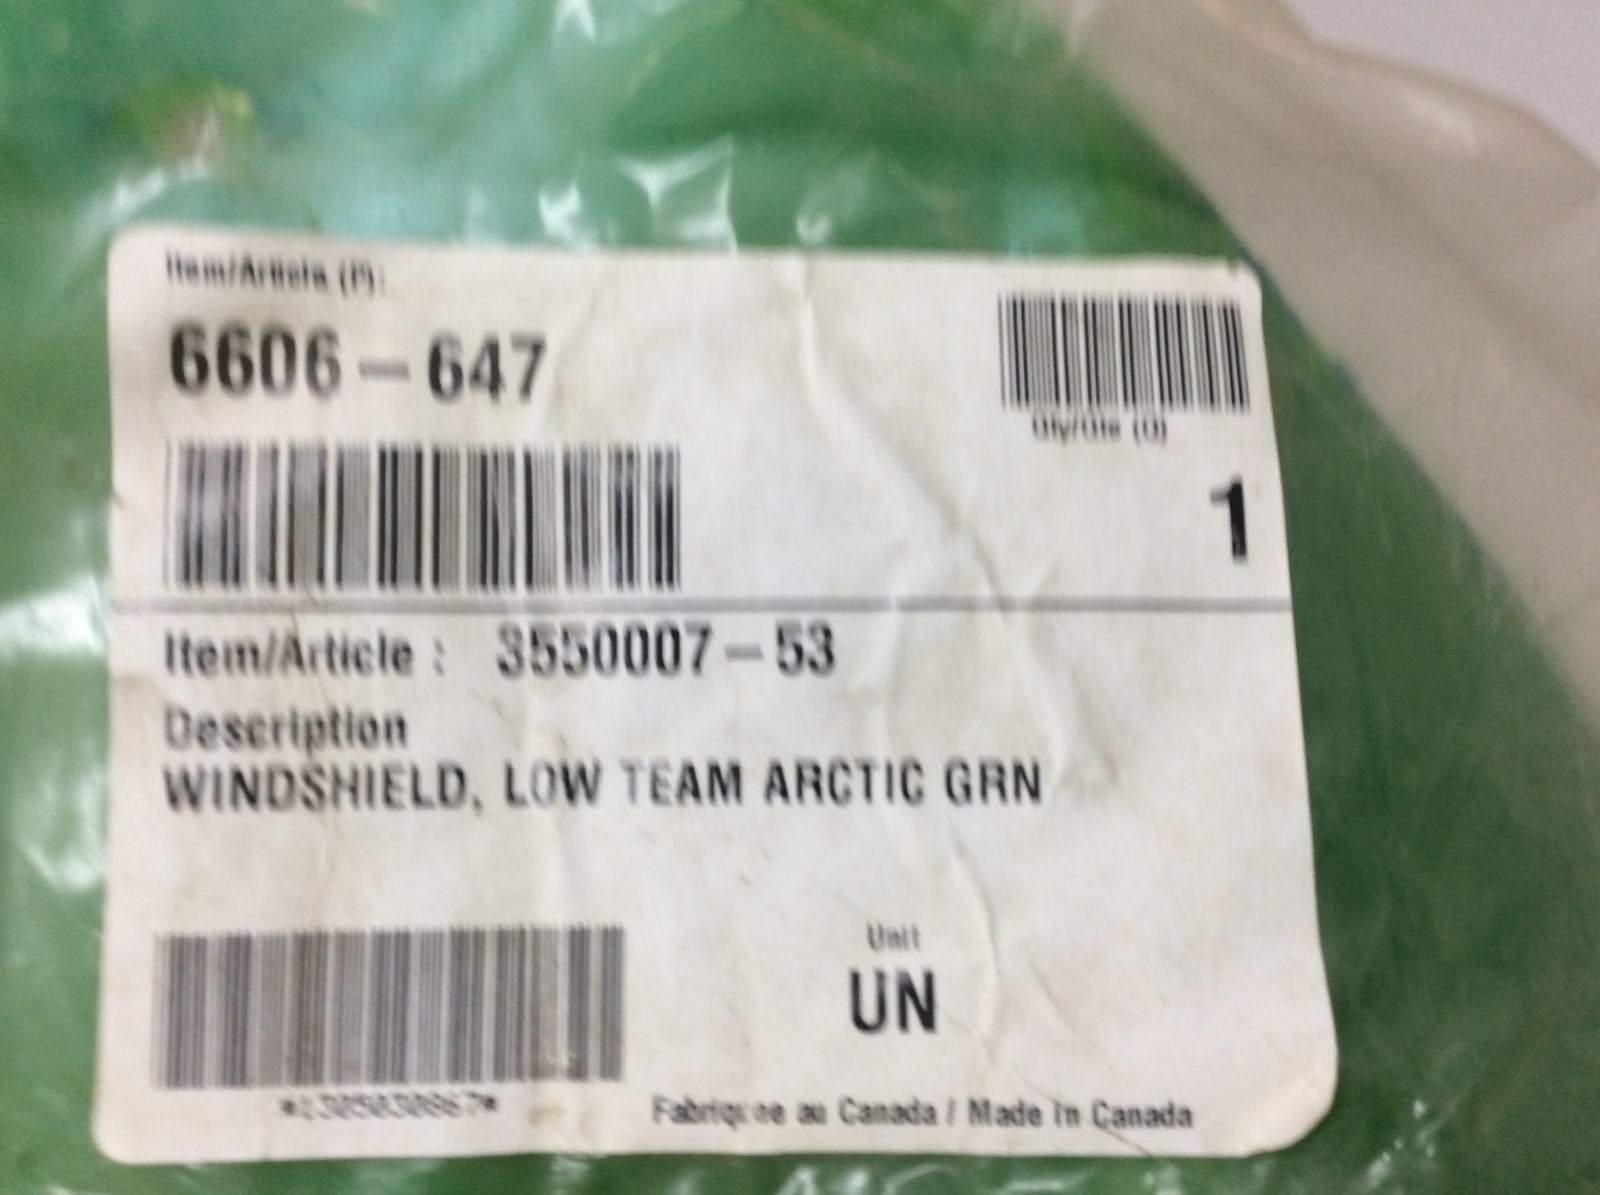 Item/Article (P):
6606-647
Qty/Qte (Q)
1
Item/Article : 3550007-53
Description
WINDSHIELD, LOW TEAM ARCTIC GRN
Unit
UN
Fabriquee au Canada / Made in Canada